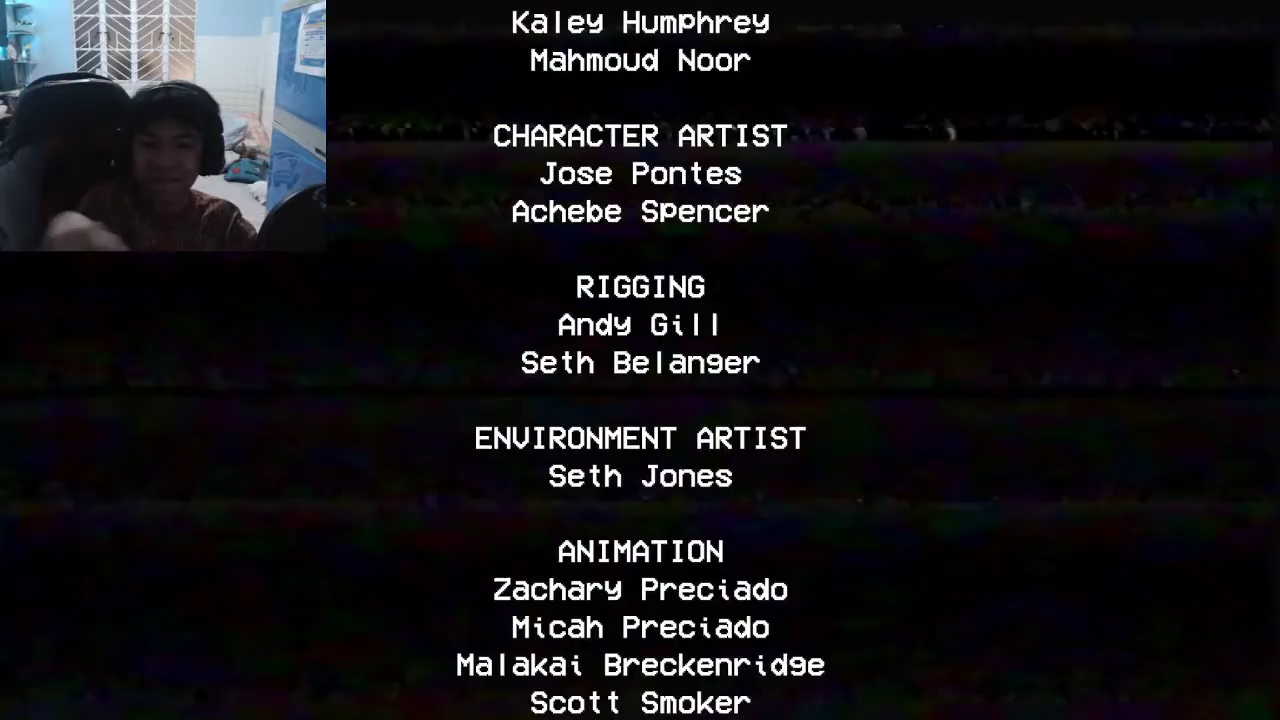 Kaley Humphrey
Mahmoud Noor
CHARACTER ARTIST
Jose Pontes
Achebe Spencer
RIGGING
Andy Gill
Seth Belanger
ENVIRONMENT ARTIST
Seth Jones
ANIMATION
Zachary Preciado
Micah Preciado
Malakai Breckenridge
Scott Smoker